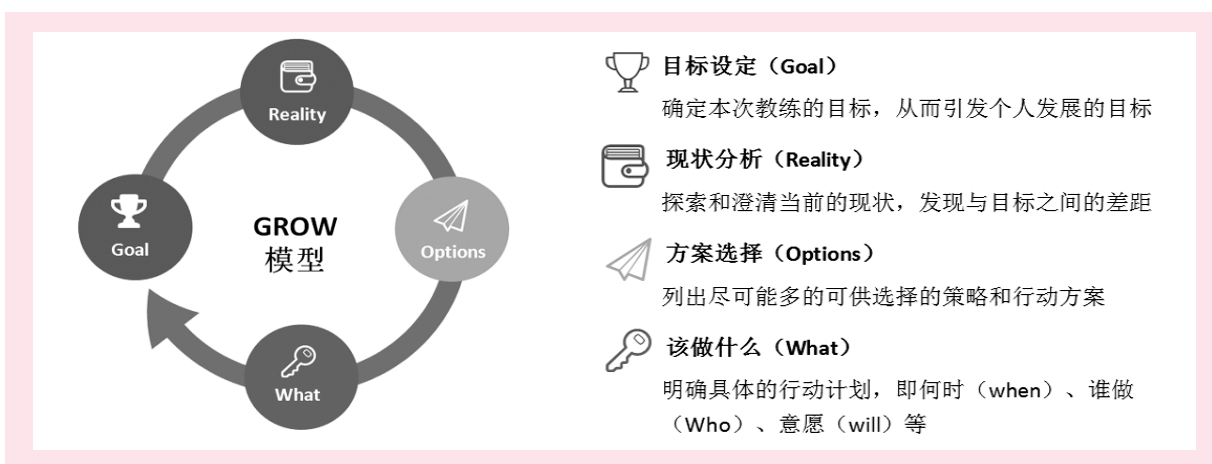 Reality
Goal
GROW
模型
Options
What
目标设定（Goal）
确定本次教练的目标，从而引发个人发展的目标
现状分析（Reality）
探索和澄清当前的现状，发现与目标之间的差距
方案选择（Options）
列出尽可能多的可供选择的策略和行动方案
该做什么（What）
明确具体的行动计划，即何时（when）、谁做
（Who）、意愿（will）等